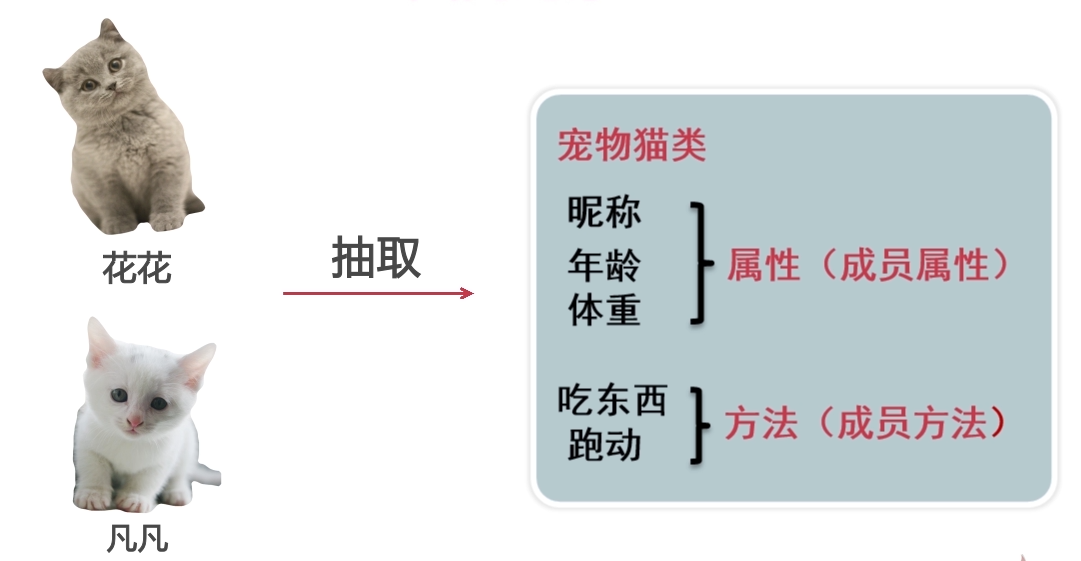 花花
凡凡
抽取
宠物猫类
昵称
年龄
体重
属性（成员属性）
吃东西
跑动
方法（成员方法）